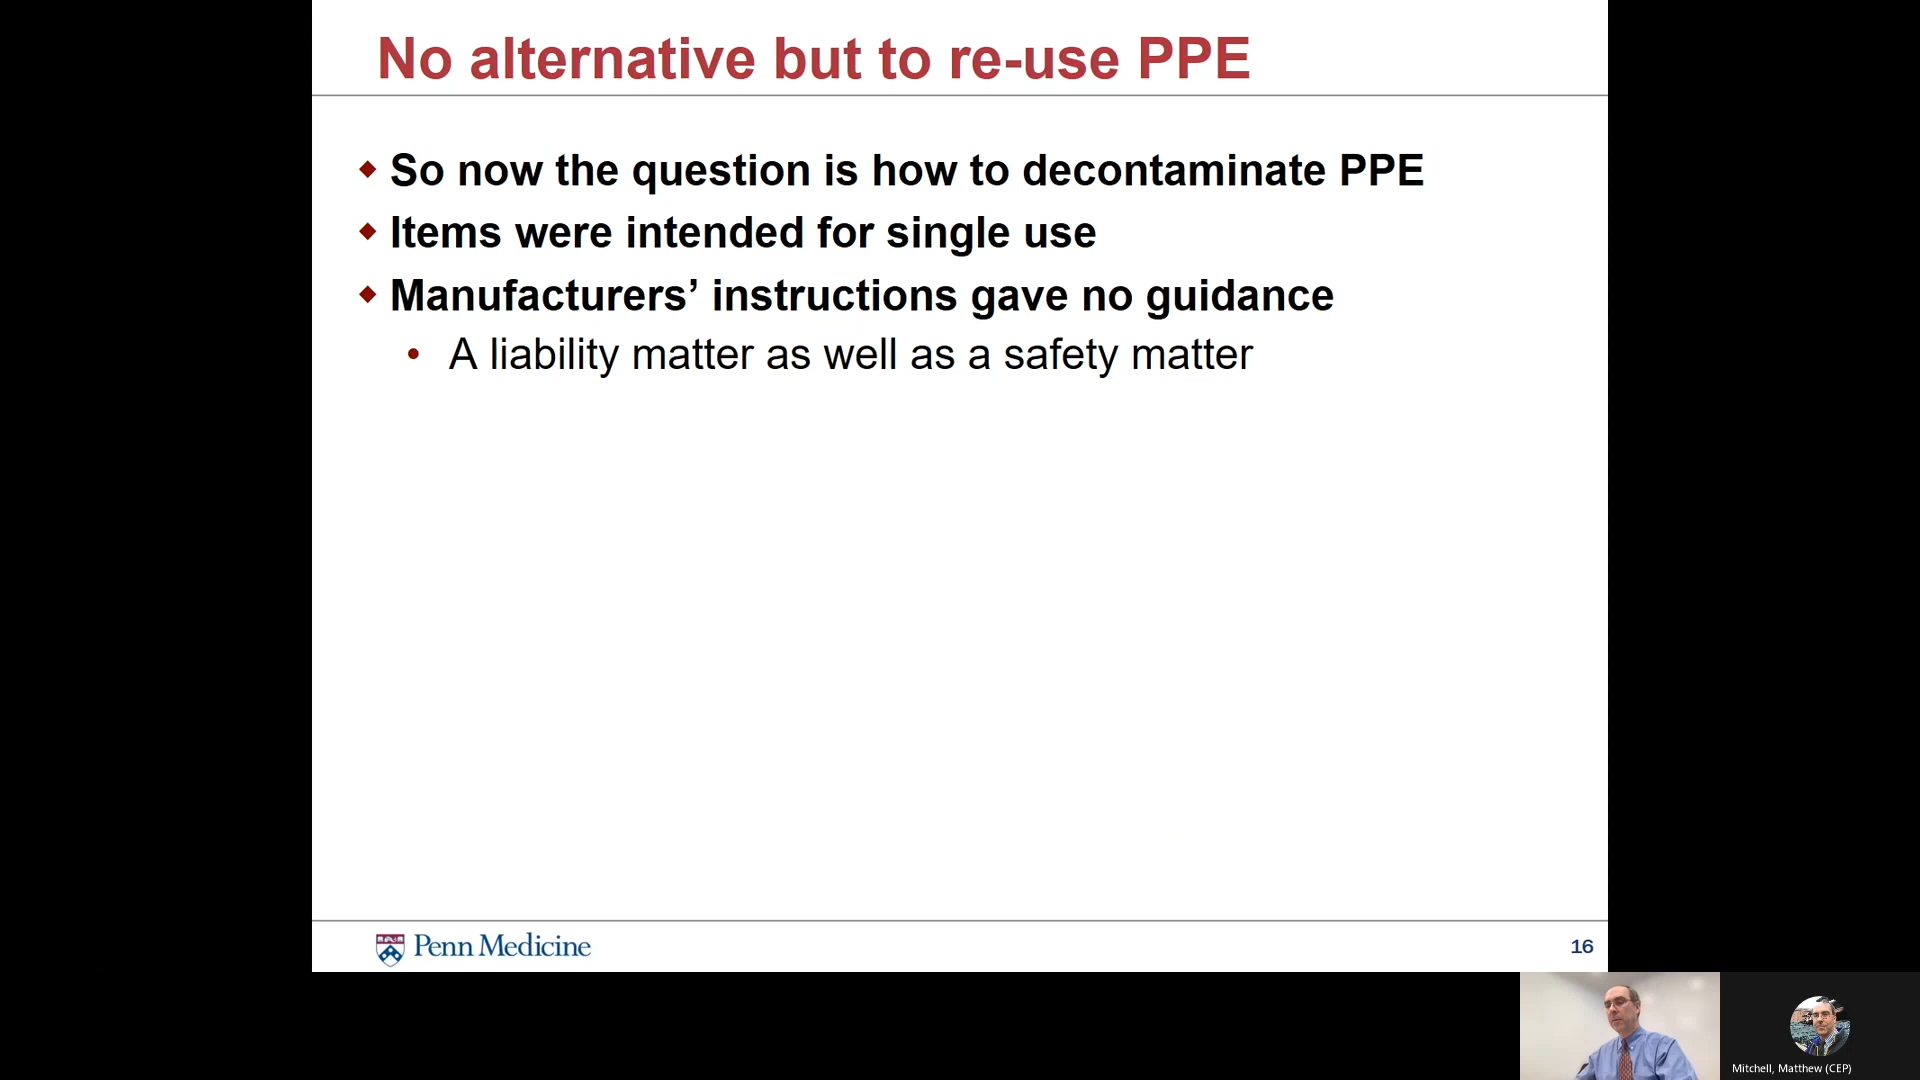 No alternative but to re-use PPE
So now the question is how to decontaminate PPE
Items were intended for single use
Manufacturers’ instructions gave no guidance
A liability matter as well as a safety matter
Penn Medicine
16
Mitchell, Matthew (CEP)